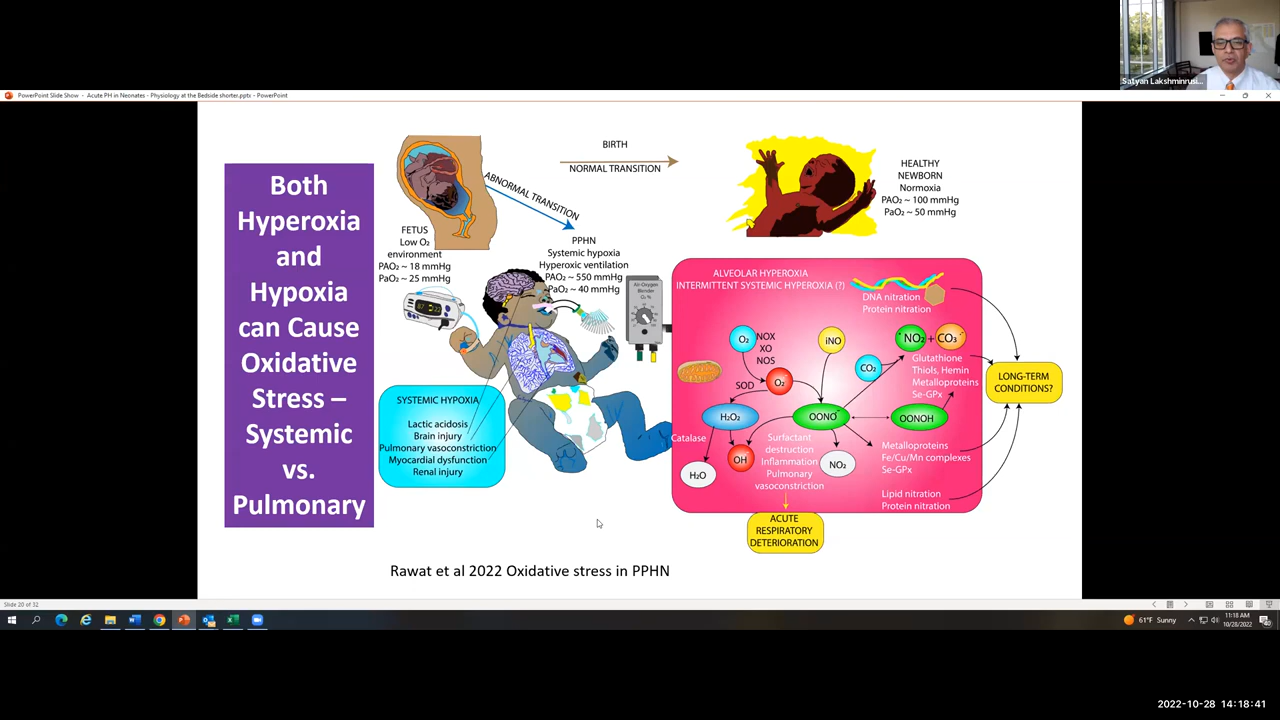 Satyan Lakshminrusi...
PowerPoint Slide Show - Acute PH in Neonates - Physiology at the Bedside shorter.pptx - PowerPoint
Both
Hyperoxia
and
Hypoxia
can Cause
Oxidative
Stress –
Systemic
vs.
Pulmonary
BIRTH
NORMAL TRANSITION
ABNORMAL TRANSITION
HEALTHY
NEWBORN
Normoxia
PAO₂ ~ 100 mmHg
PaO₂ ~ 50 mmHg
FETUS
Low O₂
environment
PAO₂ ~ 18 mmHg
PaO₂ ~ 25 mmHg
PPHN
Systemic hypoxia
Hyperoxic ventilation
PAO₂ ~ 550 mmHg
PaO₂ ~ 40 mmHg
Air-Oxygen
Blender
O₂ %
SYSTEMIC HYPOXIA
Lactic acidosis
Brain injury
Pulmonary vasoconstriction
Myocardial dysfunction
Renal injury
ALVEOLAR HYPEROXIA
INTERMITTENT SYSTEMIC HYPEROXIA (?)
DNA nitration
Protein nitration
O₂
NOX
XO
NOS
iNO
•NO₂ + CO₃•⁻
CO₂
Glutathione
Thiols, Hemin
Metalloproteins
Se-GPx
SOD
O₂•⁻
H₂O₂
OONO⁻
OONOH
Catalase
H₂O
OH
Surfactant
destruction
Inflammation
Pulmonary
vasoconstriction
NO₂
Metalloproteins
Fe/Cu/Mn complexes
Se-GPx
Lipid nitration
Protein nitration
LONG-TERM
CONDITIONS?
ACUTE
RESPIRATORY
DETERIORATION
Rawat et al 2022 Oxidative stress in PPHN
Slide 20 of 32
61°F Sunny
11:18 AM
10/28/2022
2022-10-28 14:18:41